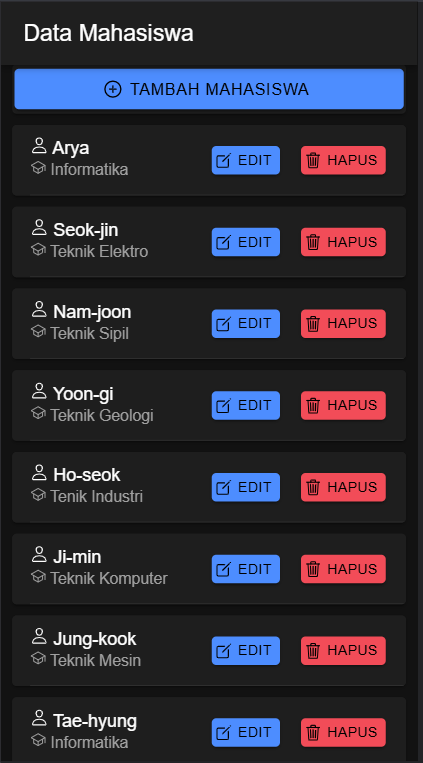 Data Mahasiswa
TAMBAH MAHASISWA
Arya
Informatika
EDIT
HAPUS
Seok-jin
Teknik Elektro
EDIT
HAPUS
Nam-joon
Teknik Sipil
EDIT
HAPUS
Yoon-gi
Teknik Geologi
EDIT
HAPUS
Ho-seok
Tenik Industri
EDIT
HAPUS
Ji-min
Teknik Komputer
EDIT
HAPUS
Jung-kook
Teknik Mesin
EDIT
HAPUS
Tae-hyung
Informatika
EDIT
HAPUS